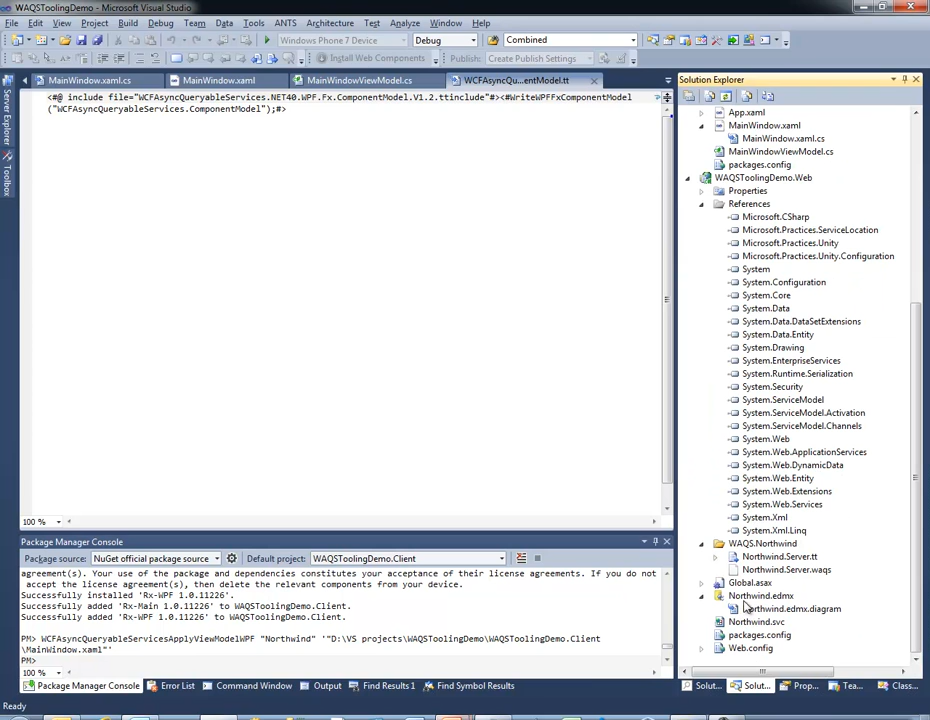 WAQSToolingDemo - Microsoft Visual Studio
File Edit View Project Build Debug Team Data Tools ANTS Architecture Test Analyze Window Help
Windows Phone 7 Device Debug Combined
Install Web Components Publish: Create Publish Settings
MainWindow.xaml.cs MainWindow.xaml MainWindowViewModel.cs WCFAsyncQu...entModel.tt
<#@ include file="WCFAsyncQueryableServices.NET40.WPF.Fx.ComponentModel.V1.2.ttinclude"#><#WriteWPFFxComponentModel
("WCFAsyncQueryableServices.ComponentModel");#>
100 %
Server Explorer
Toolbox
Solution Explorer
App.xaml
MainWindow.xaml
MainWindow.xaml.cs
MainWindowViewModel.cs
packages.config
WAQSToolingDemo.Web
Properties
References
Microsoft.CSharp
Microsoft.Practices.ServiceLocation
Microsoft.Practices.Unity
Microsoft.Practices.Unity.Configuration
System
System.Configuration
System.Core
System.Data
System.Data.DataSetExtensions
System.Data.Entity
System.Drawing
System.EnterpriseServices
System.Runtime.Serialization
System.Security
System.ServiceModel
System.ServiceModel.Activation
System.ServiceModel.Channels
System.Web
System.Web.ApplicationServices
System.Web.DynamicData
System.Web.Entity
System.Web.Extensions
System.Web.Services
System.Xml
System.Xml.Linq
WAQS.Northwind
Northwind.Server.tt
Northwind.Server.waqs
Global.asax
Northwind.edmx
Northwind.edmx.diagram
Northwind.svc
packages.config
Web.config
Package Manager Console
Package source: NuGet official package source Default project: WAQSToolingDemo.Client
agreement(s). Your use of the package and dependencies constitutes your acceptance of their license agreements. If you do not
accept the license agreement(s), then delete the relevant components from your device.
Successfully installed 'Rx-WPF 1.0.11226'.
Successfully added 'Rx-Main 1.0.11226' to WAQSToolingDemo.Client.
Successfully added 'Rx-WPF 1.0.11226' to WAQSToolingDemo.Client.
PM> WCFAsyncQueryableServicesApplyViewModelWPF "Northwind" '"D:\VS projects\WAQSToolingDemo\WAQSToolingDemo.Client
\MainWindow.xaml"'
PM>
100 %
Package Manager Console Error List Command Window Output Find Results 1 Find Symbol Results
Solut... Solut... Prop... Tea... Class...
Ready